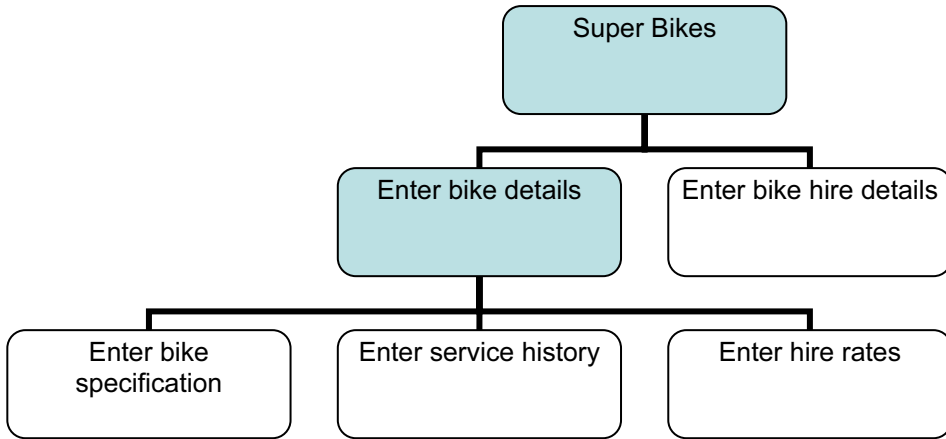 Super Bikes
Enter bike details
Enter bike hire details
Enter bike
specification
Enter service history
Enter hire rates